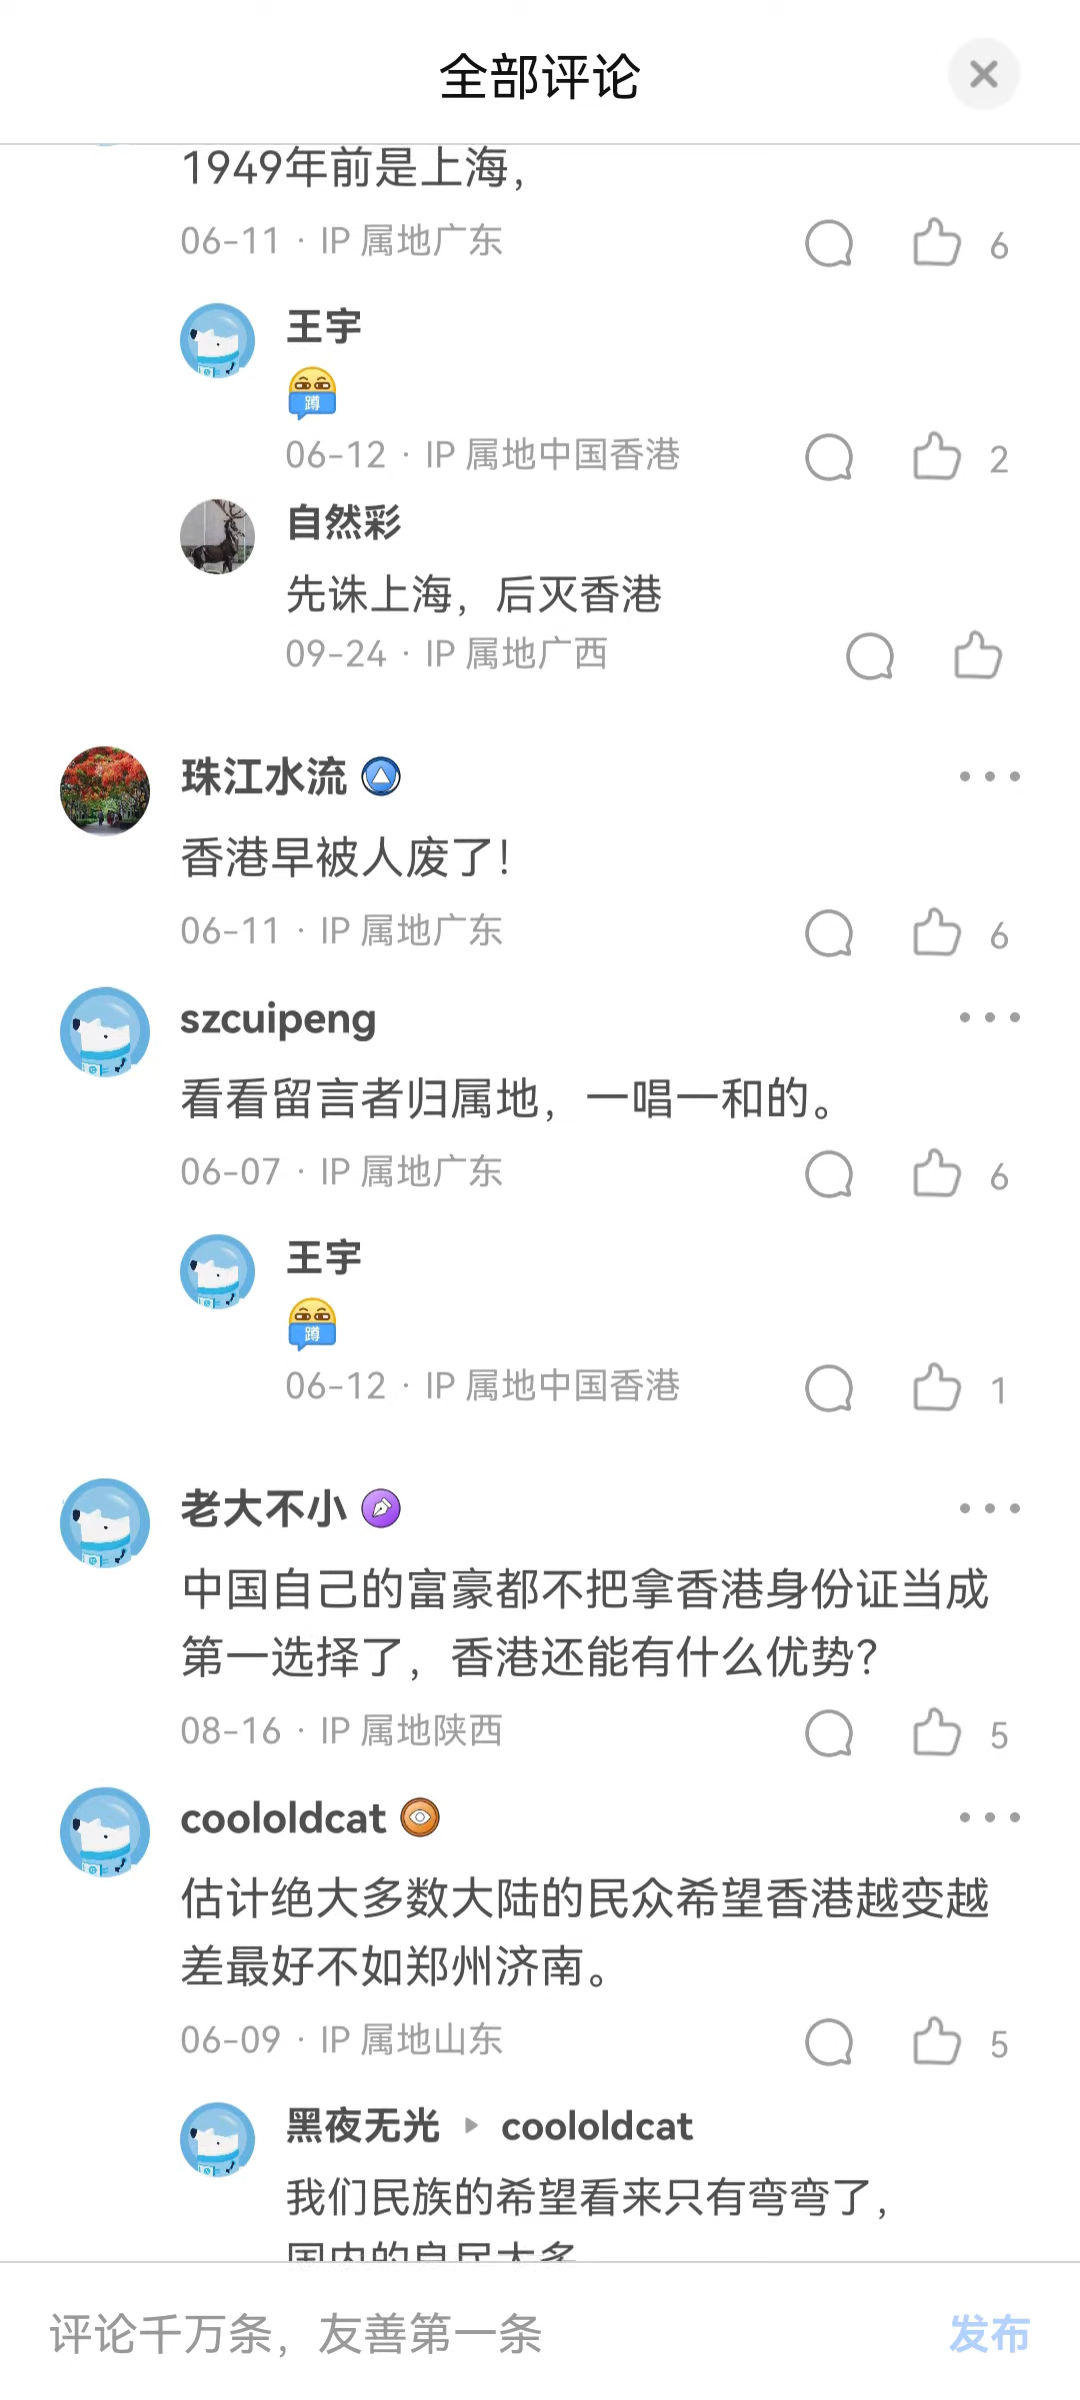 全部评论
1949年前是上海，
06-11 · IP 属地广东
6
王宇
蹲
06-12 · IP 属地中国香港
2
自然彩
先诛上海，后灭香港
09-24 · IP 属地广西
珠江水流
香港早被人废了！
06-11 · IP 属地广东
6
szcuipeng
看看留言者归属地，一唱一和的。
06-07 · IP 属地广东
6
王宇
蹲
06-12 · IP 属地中国香港
1
老大不小
中国自己的富豪都不把拿香港身份证当成
第一选择了，香港还能有什么优势？
08-16 · IP 属地陕西
5
coololdcat
估计绝大多数大陆的民众希望香港越变越
差最好不如郑州济南。
06-09 · IP 属地山东
5
黑夜无光 ▸ coololdcat
我们民族的希望看来只有弯弯了，
评论千万条，友善第一条
发布